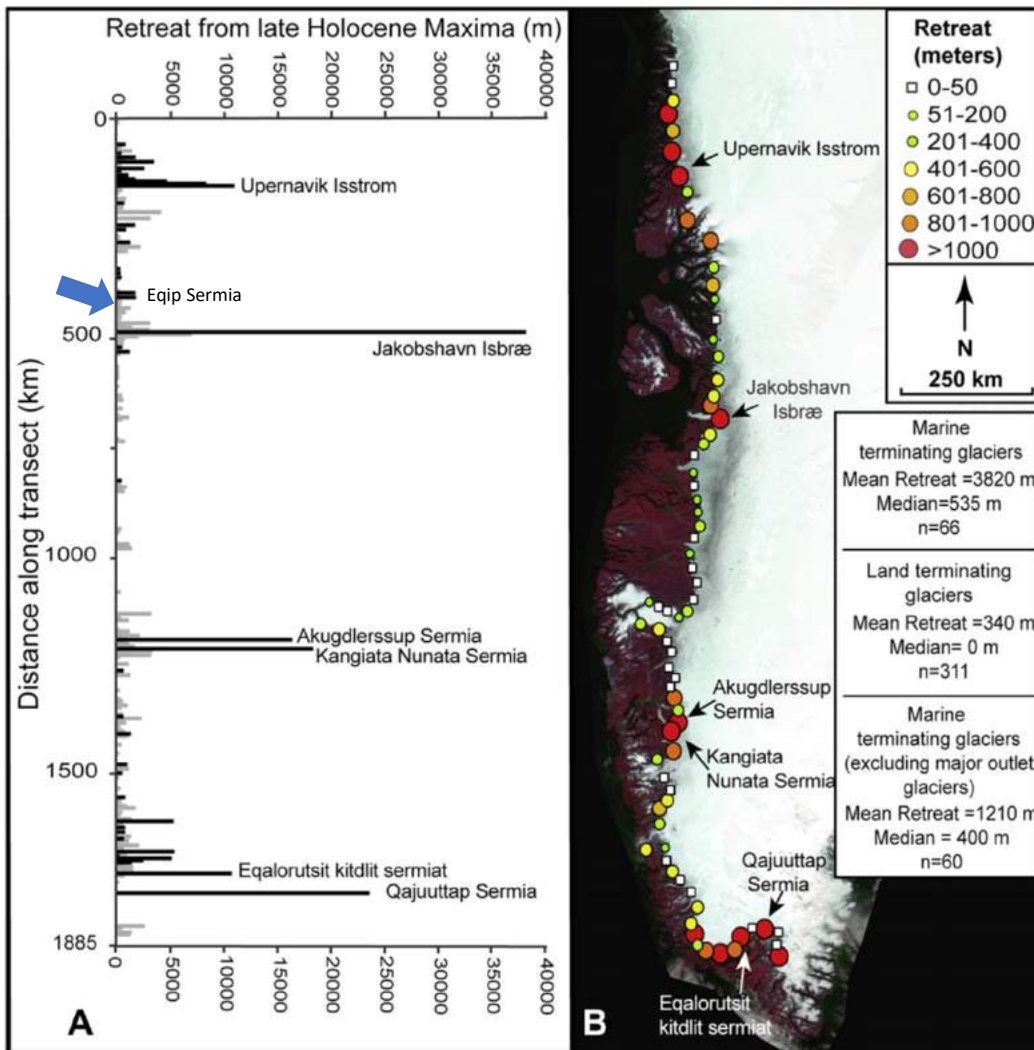 Retreat from late Holocene Maxima (m)
0
5000
10000
15000
20000
25000
30000
35000
40000
Distance along transect (km)
0
500
1000
1500
1885
Upernavik Isstrom
Eqip Sermia
Jakobshavn Isbræ
Akugdlerssup Sermia
Kangiata Nunata Sermia
Eqalorutsit kitdlit sermiat
Qajuuttap Sermia
0
5000
10000
15000
20000
25000
30000
35000
40000
A
Upernavik Isstrom
Jakobshavn
Isbræ
Akugdlerssup
Sermia
Kangiata
Nunata Sermia
Qajuuttap
Sermia
Eqalorutsit
kitdlit sermiat
B
Retreat
(meters)
0-50
51-200
201-400
401-600
601-800
801-1000
>1000
N
250 km
Marine
terminating glaciers
Mean Retreat =3820 m
Median=535 m
n=66
Land terminating
glaciers
Mean Retreat =340 m
Median= 0 m
n=311
Marine
terminating glaciers
(excluding major outlet
glaciers)
Mean Retreat =1210 m
Median = 400 m
n=60